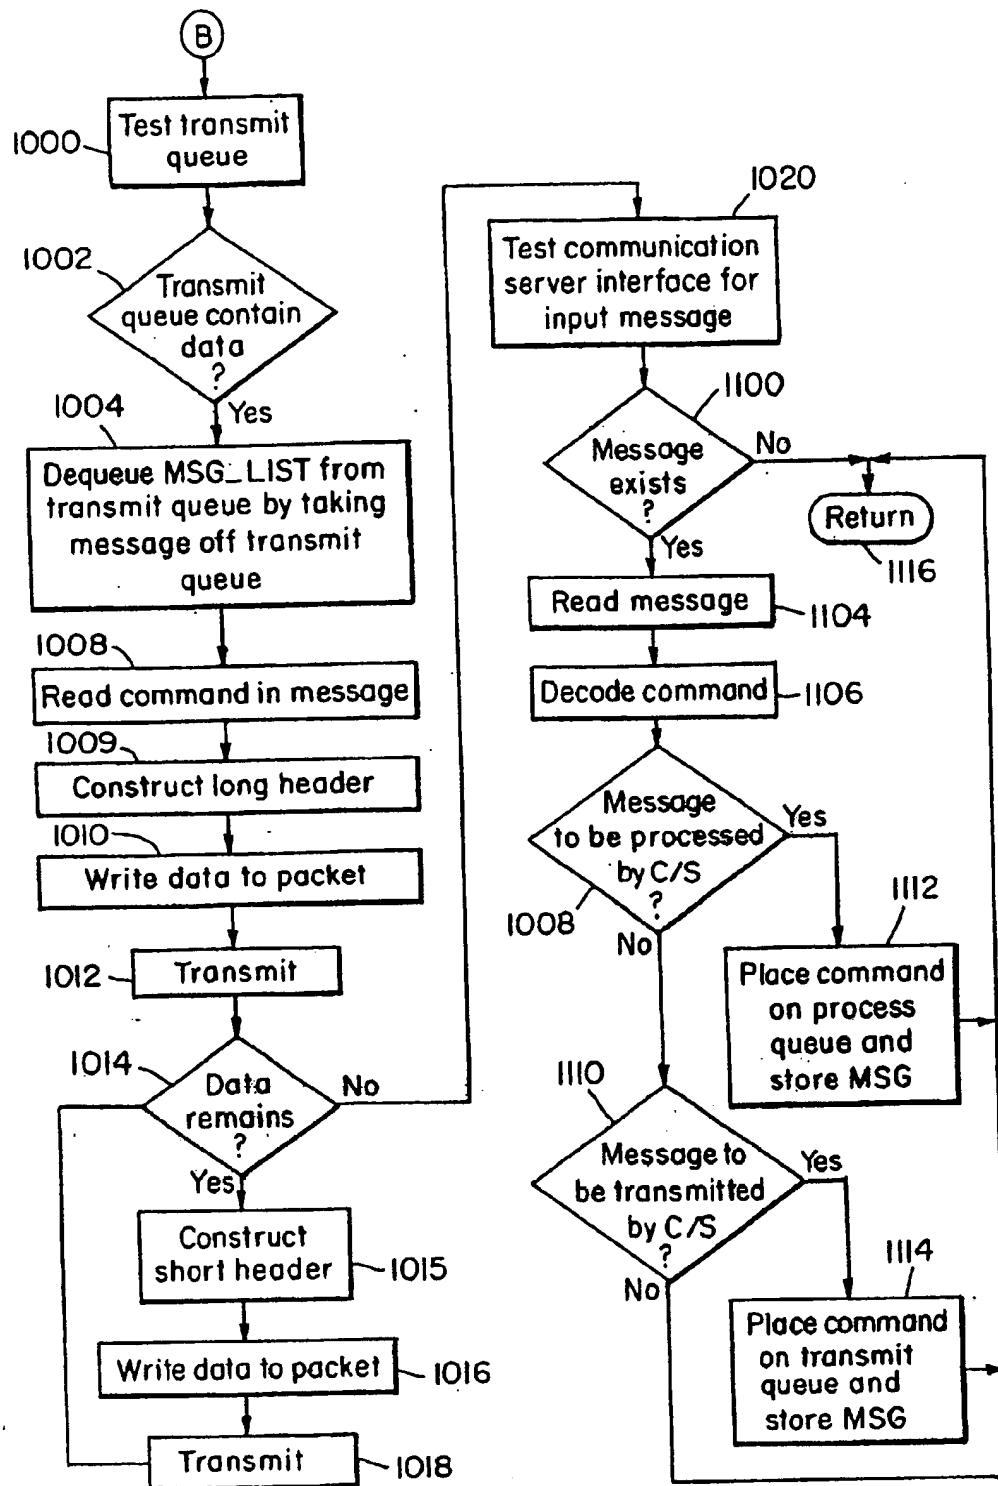 B
1000
Test transmit
queue
1002
Transmit
queue contain
data
?
Yes
1004
Dequeue MSG_LIST from
transmit queue by taking
message off transmit
queue
1008
Read command in message
1009
Construct long header
1010
Write data to packet
1012
Transmit
1014
Data
remains
?
No
Yes
Construct
short header
1015
Write data to packet
1016
Transmit
1018
1020
Test communication
server interface for
input message
1100
Message
exists
?
No
Yes
Return
1116
Read message
1104
Decode command
1106
Message
to be processed
by C/S
?
Yes
1008
No
1112
Place command
on process
queue and
store MSG
1110
Message to
be transmitted
by C/S
?
Yes
No
1114
Place command
on transmit
queue and
store MSG